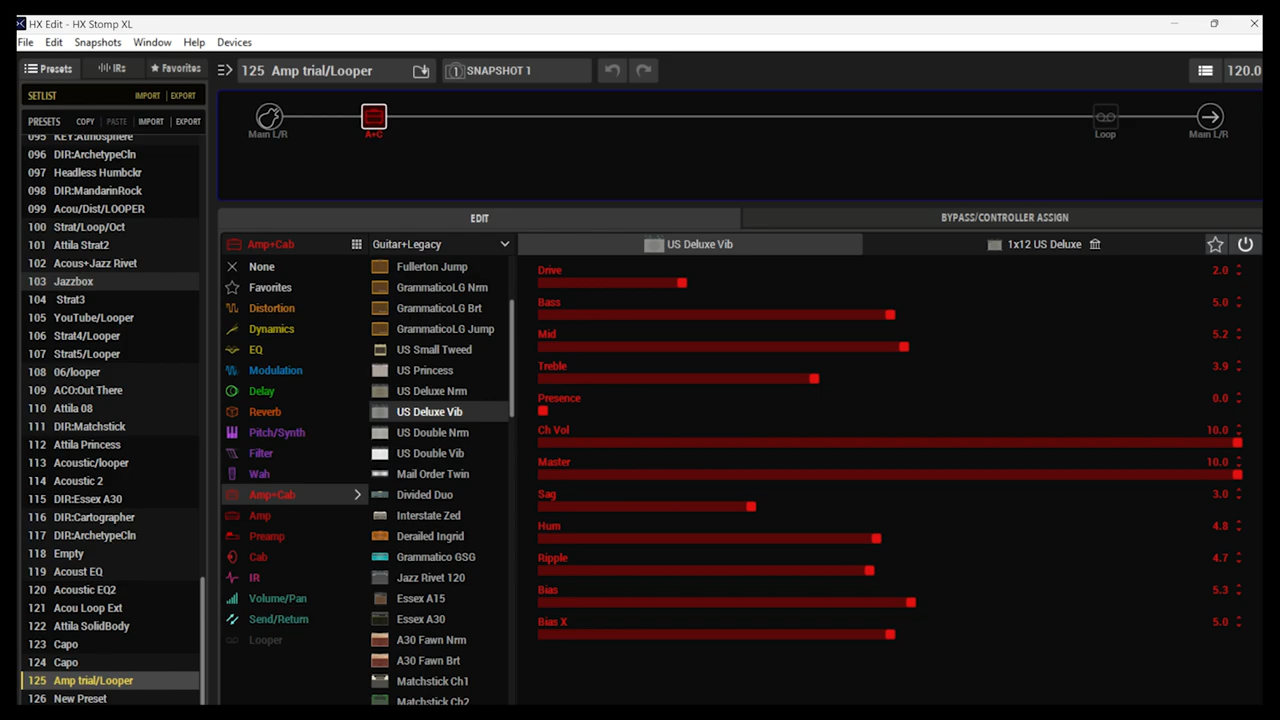 HX Edit - HX Stomp XL
File Edit Snapshots Window Help Devices
Presets IRs Favorites
125 Amp trial/Looper
1 SNAPSHOT 1
120.0
SETLIST IMPORT | EXPORT
PRESETS COPY PASTE IMPORT EXPORT
095 KEY:Atmosphere
096 DIR:ArchetypeCln
097 Headless Humbckr
098 DIR:MandarinRock
099 Acou/Dist/LOOPER
100 Strat/Loop/Oct
101 Attila Strat2
102 Acous+Jazz Rivet
103 Jazzbox
104 Strat3
105 YouTube/Looper
106 Strat4/Looper
107 Strat5/Looper
108 06/looper
109 ACO:Out There
110 Attila 08
111 DIR:Matchstick
112 Attila Princess
113 Acoustic/looper
114 Acoustic 2
115 DIR:Essex A30
116 DIR:Cartographer
117 DIR:ArchetypeCln
118 Empty
119 Acoust EQ
120 Acoustic EQ2
121 Acou Loop Ext
122 Attila SolidBody
123 Capo
124 Capo
125 Amp trial/Looper
126 New Preset
Main L/R
A+C
Loop
Main L/R
EDIT
BYPASS/CONTROLLER ASSIGN
Amp+Cab
None
Favorites
Distortion
Dynamics
EQ
Modulation
Delay
Reverb
Pitch/Synth
Filter
Wah
Amp+Cab
Amp
Preamp
Cab
IR
Volume/Pan
Send/Return
Looper
Guitar+Legacy
Fullerton Jump
GrammaticoLG Nrm
GrammaticoLG Brt
GrammaticoLG Jump
US Small Tweed
US Princess
US Deluxe Nrm
US Deluxe Vib
US Double Nrm
US Double Vib
Mail Order Twin
Divided Duo
Interstate Zed
Derailed Ingrid
Grammatico GSG
Jazz Rivet 120
Essex A15
Essex A30
A30 Fawn Nrm
A30 Fawn Brt
Matchstick Ch1
Matchstick Ch2
US Deluxe Vib
1x12 US Deluxe
Drive 2.0
Bass 5.0
Mid 5.2
Treble 3.9
Presence 0.0
Ch Vol 10.0
Master 10.0
Sag 3.0
Hum 4.8
Ripple 4.7
Bias 5.3
Bias X 5.0